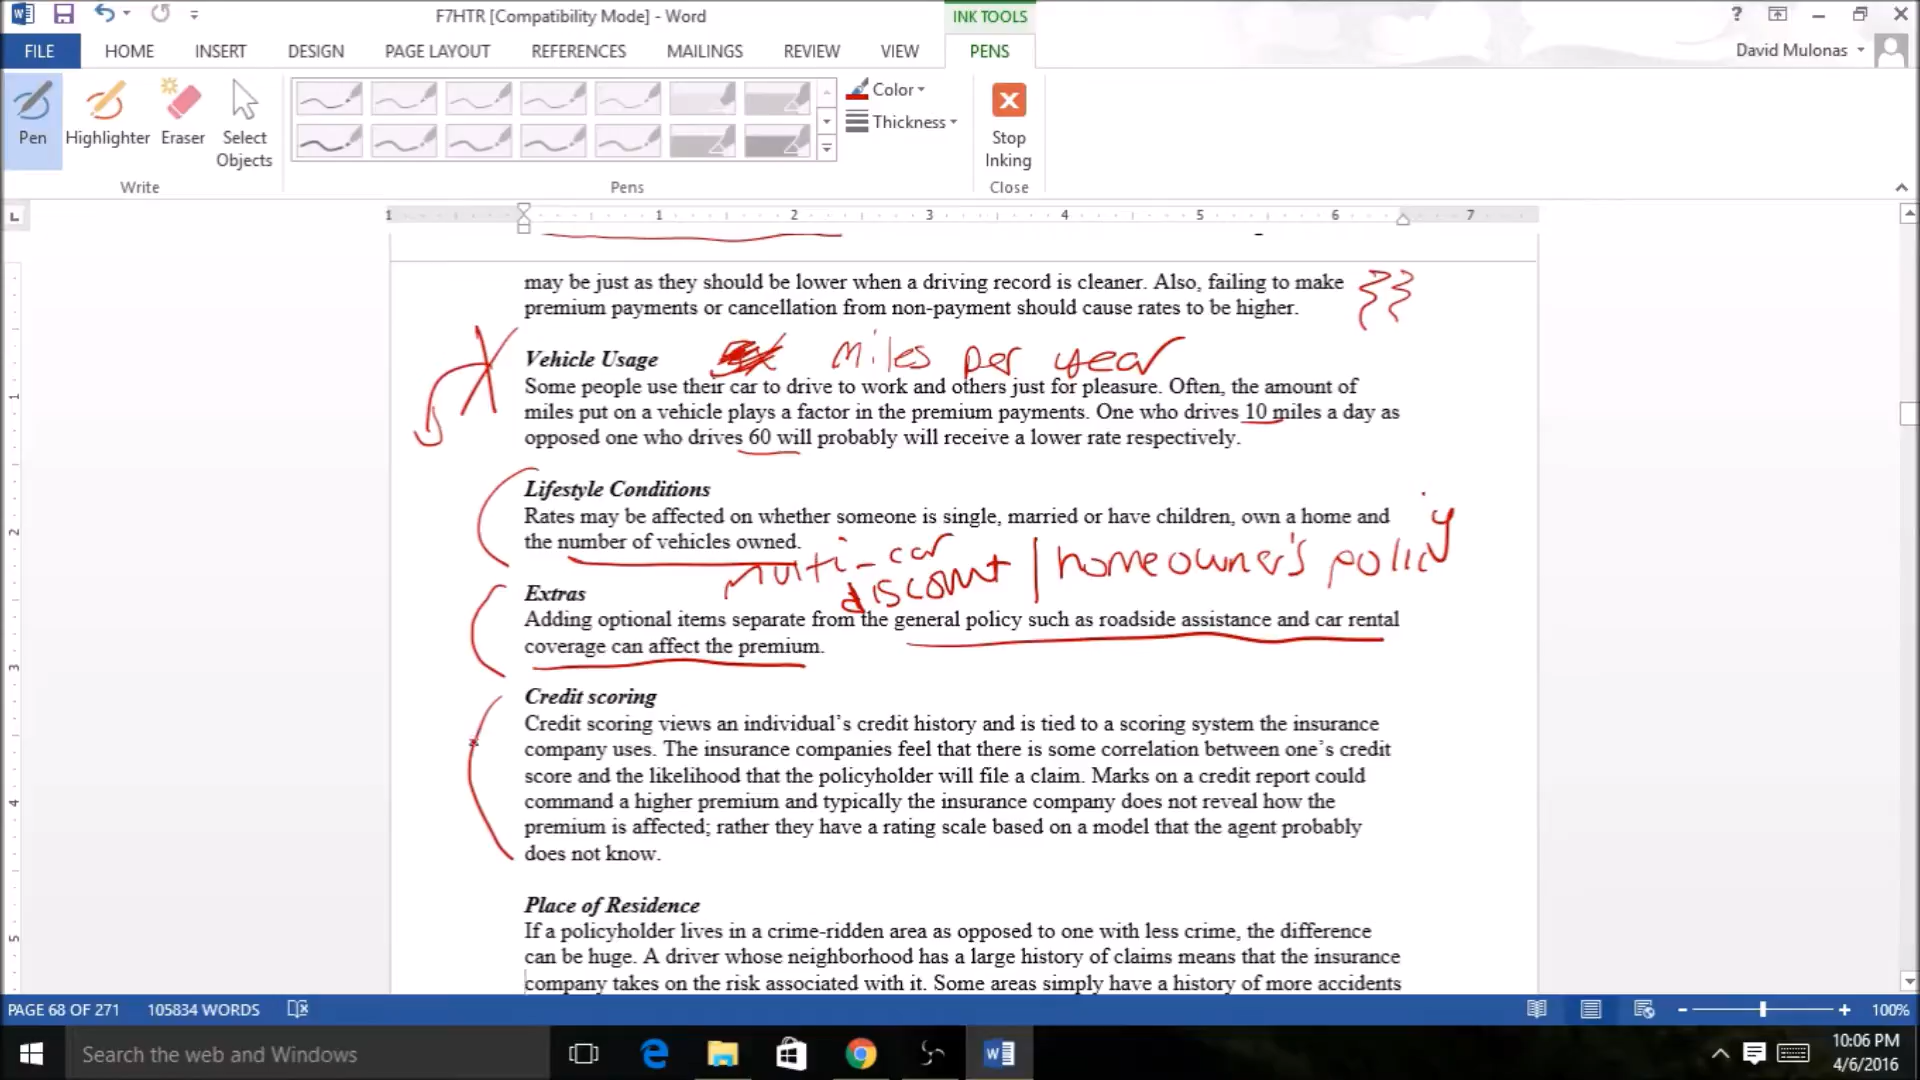 F7HTR [Compatibility Mode] - Word
INK TOOLS
?
FILE
HOME
INSERT
DESIGN
PAGE LAYOUT
REFERENCES
MAILINGS
REVIEW
VIEW
PENS
David Mulonas
Pen
Highlighter
Eraser
Select
Objects
Color
Thickness
Stop
Inking
Write
Pens
Close
1 1 2 3 4 5 6 7
may be just as they should be lower when a driving record is cleaner. Also, failing to make
premium payments or cancellation from non-payment should cause rates to be higher.
Vehicle Usage miles per year
Some people use their car to drive to work and others just for pleasure. Often, the amount of
miles put on a vehicle plays a factor in the premium payments. One who drives 10 miles a day as
opposed one who drives 60 will probably will receive a lower rate respectively.
Lifestyle Conditions
Rates may be affected on whether someone is single, married or have children, own a home and
the number of vehicles owned.
multi-car
discount | homeowner's policy
Extras
Adding optional items separate from the general policy such as roadside assistance and car rental
coverage can affect the premium.
Credit scoring
Credit scoring views an individual's credit history and is tied to a scoring system the insurance
company uses. The insurance companies feel that there is some correlation between one's credit
score and the likelihood that the policyholder will file a claim. Marks on a credit report could
command a higher premium and typically the insurance company does not reveal how the
premium is affected; rather they have a rating scale based on a model that the agent probably
does not know.
Place of Residence
If a policyholder lives in a crime-ridden area as opposed to one with less crime, the difference
can be huge. A driver whose neighborhood has a large history of claims means that the insurance
company takes on the risk associated with it. Some areas simply have a history of more accidents
1
2
3
4
5
PAGE 68 OF 271
105834 WORDS
100%
Search the web and Windows
10:06 PM
4/6/2016